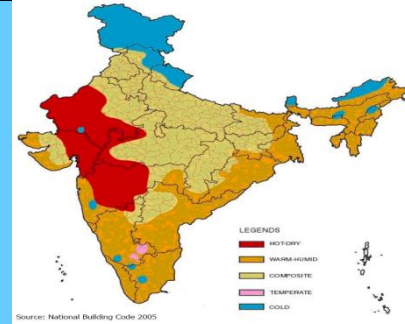 LEGENDS
HOT-DRY
WARM-HUMID
COMPOSITE
TEMPERATE
COLD
Source: National Building Code 2005